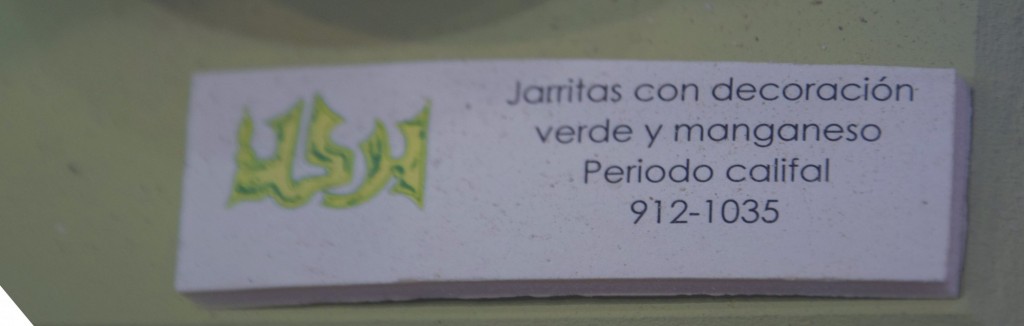 Jarritas con decoración
verde y manganeso
Periodo califal
912-1035